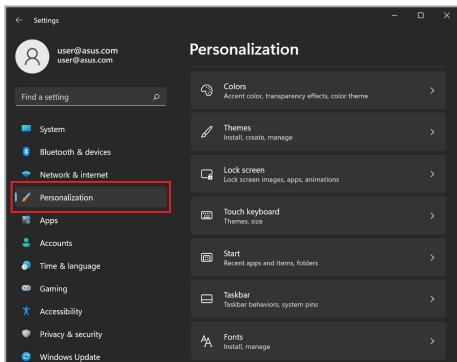 Settings
user@asus.com
user@asus.com
Find a setting
System
Bluetooth & devices
Network & internet
Personalization
Apps
Accounts
Time & language
Gaming
Accessibility
Privacy & security
Windows Update
Personalization
Colors
Accent color, transparency effects, color theme
Themes
Install, create, manage
Lock screen
Lock screen images, apps, animations
Touch keyboard
Themes, size
Start
Recent apps and items, folders
Taskbar
Taskbar behaviors, system pins
Fonts
Install, manage